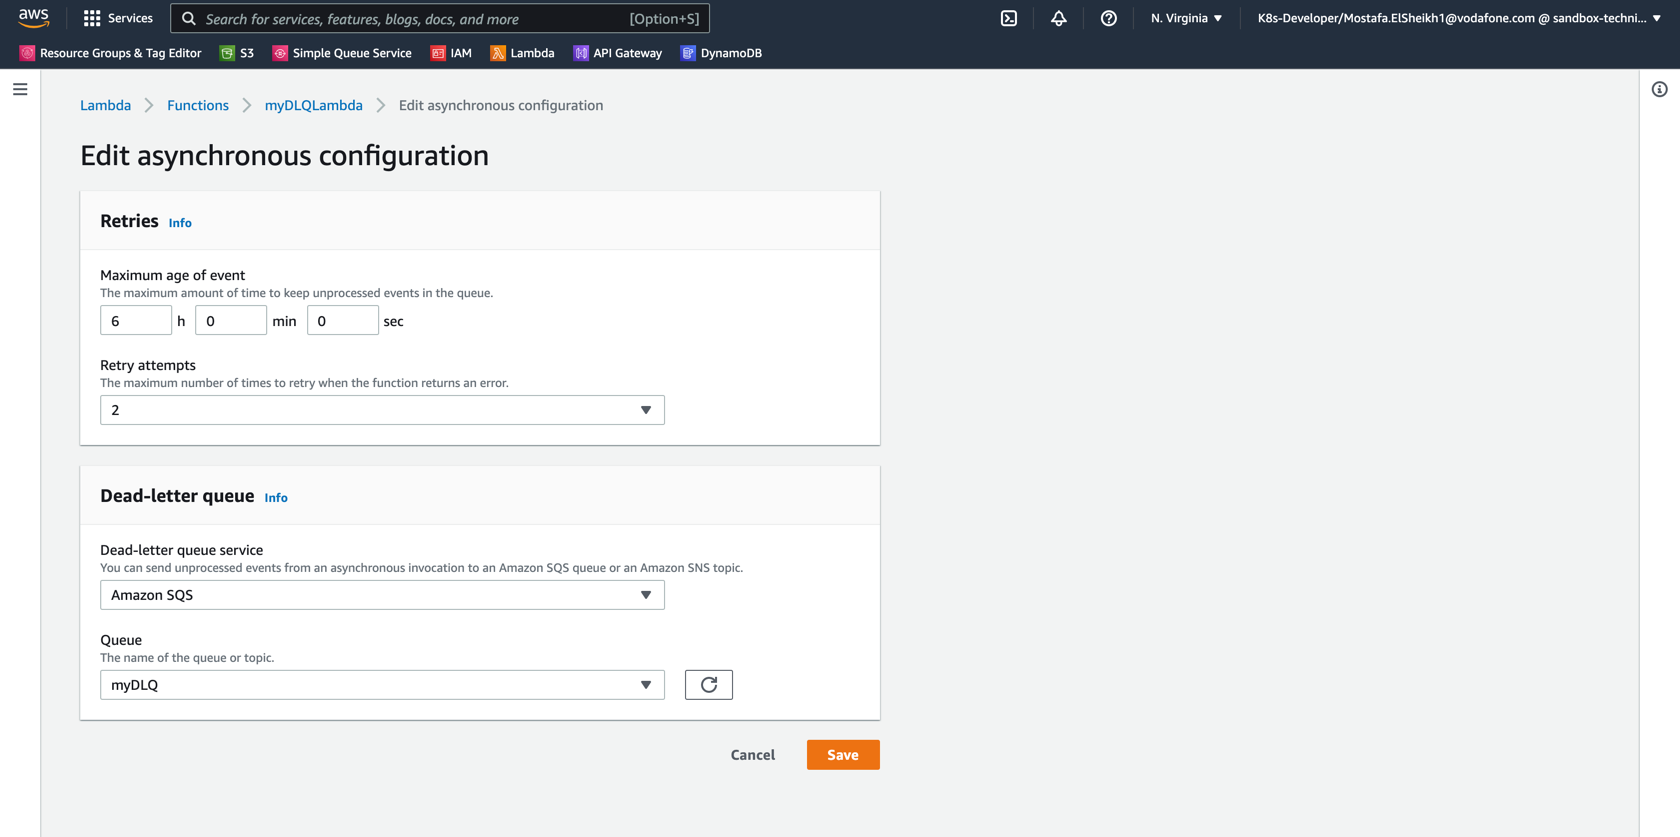 aws Services Search for services, features, blogs, docs, and more [Option+S] N. Virginia K8s-Developer/Mostafa.ElSheikh1@vodafone.com @ sandbox-techni...
Resource Groups & Tag Editor S3 Simple Queue Service IAM Lambda API Gateway DynamoDB
Lambda Functions myDLQLambda Edit asynchronous configuration
Edit asynchronous configuration
Retries Info
Maximum age of event
The maximum amount of time to keep unprocessed events in the queue.
6 h 0 min 0 sec
Retry attempts
The maximum number of times to retry when the function returns an error.
2
Dead-letter queue Info
Dead-letter queue service
You can send unprocessed events from an asynchronous invocation to an Amazon SQS queue or an Amazon SNS topic.
Amazon SQS
Queue
The name of the queue or topic.
myDLQ
Cancel Save